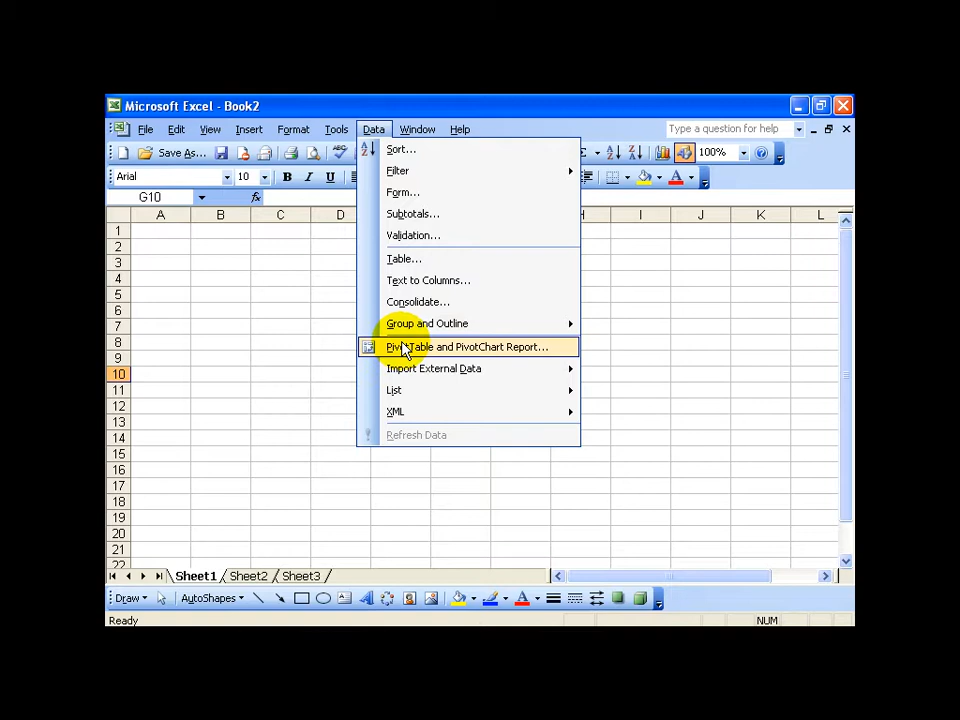 Microsoft Excel - Book2
File Edit View Insert Format Tools Data Window Help Type a question for help
Save As... 100%
Arial 10 B I U A
G10 fx
A B C D H I J K L
1
2
3
4
5
6
7
8
9
10
11
12
13
14
15
16
17
18
19
20
21
22
Sort...
Filter
Form...
Subtotals...
Validation...
Table...
Text to Columns...
Consolidate...
Group and Outline
PivotTable and PivotChart Report...
Import External Data
List
XML
Refresh Data
Sheet1 Sheet2 Sheet3
Draw AutoShapes A
Ready NUM